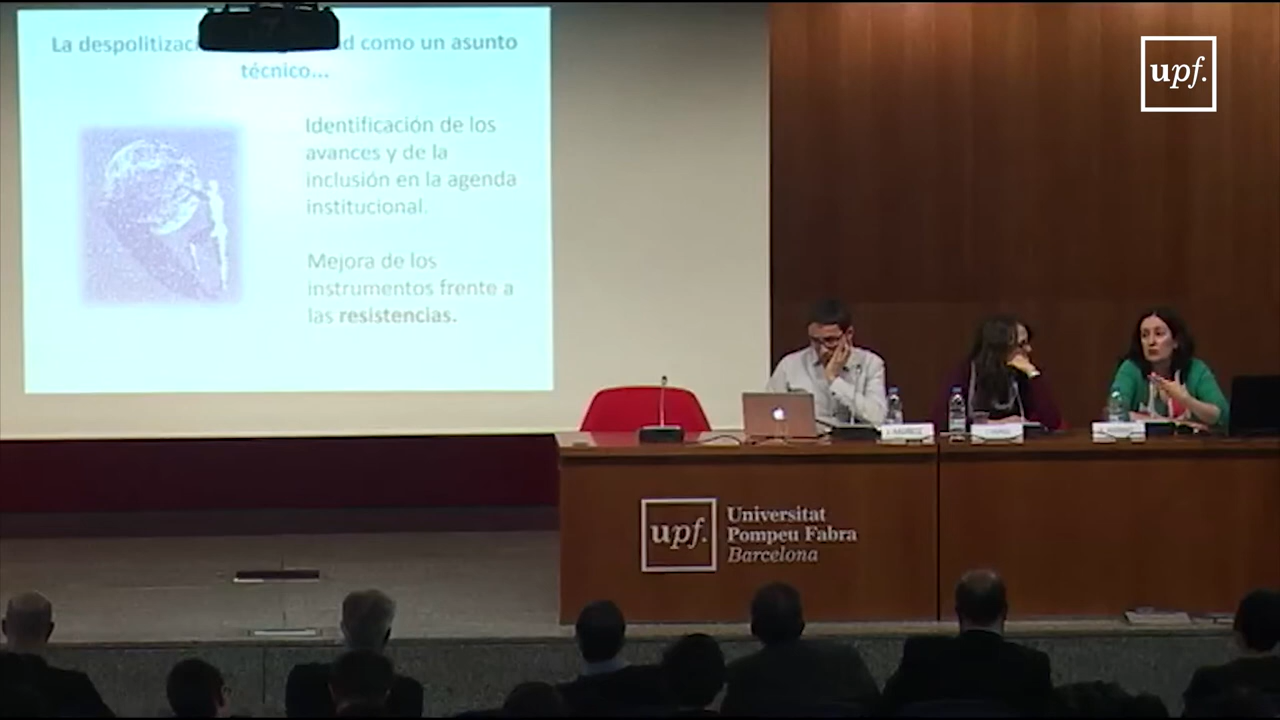 La despolitizac como un asunto
técnico...
Identificación de los
avances y de la
inclusión en la agenda
institucional.
Mejora de los
instrumentos frente a
las resistencias.
upf.
upf.
Universitat
Pompeu Fabra
Barcelona